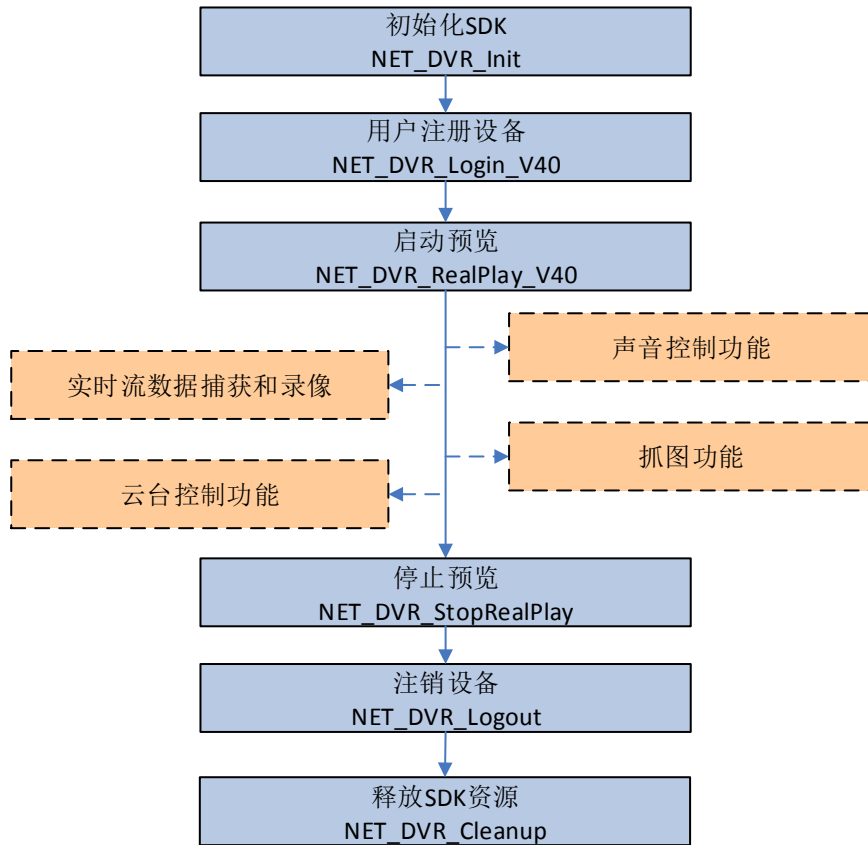 初始化SDK
NET_DVR_Init
用户注册设备
NET_DVR_Login_V40
启动预览
NET_DVR_RealPlay_V40
声音控制功能
实时流数据捕获和录像
抓图功能
云台控制功能
停止预览
NET_DVR_StopRealPlay
注销设备
NET_DVR_Logout
释放SDK资源
NET_DVR_Cleanup